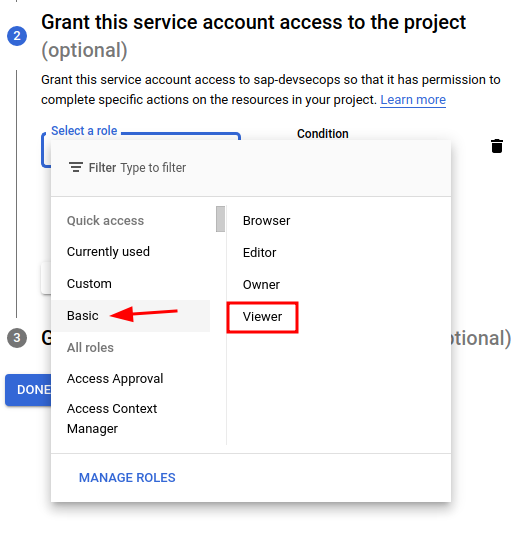 2
Grant this service account access to the project
(optional)
Grant this service account access to sap-devsecops so that it has permission to
complete specific actions on the resources in your project. Learn more
Select a role
Condition
Filter Type to filter
Quick access
Currently used
Custom
Basic
All roles
Access Approval
Access Context
Manager
Browser
Editor
Owner
Viewer
3
G
tional)
DONE
MANAGE ROLES